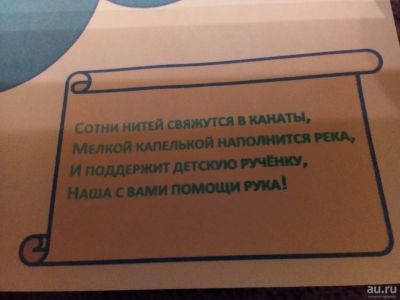 Сотни нитей свяжутся в канаты,
Мелкой капелькой наполнится река,
И поддержит детскую ручёнку,
Наша с вами помощи рука!
au.ru